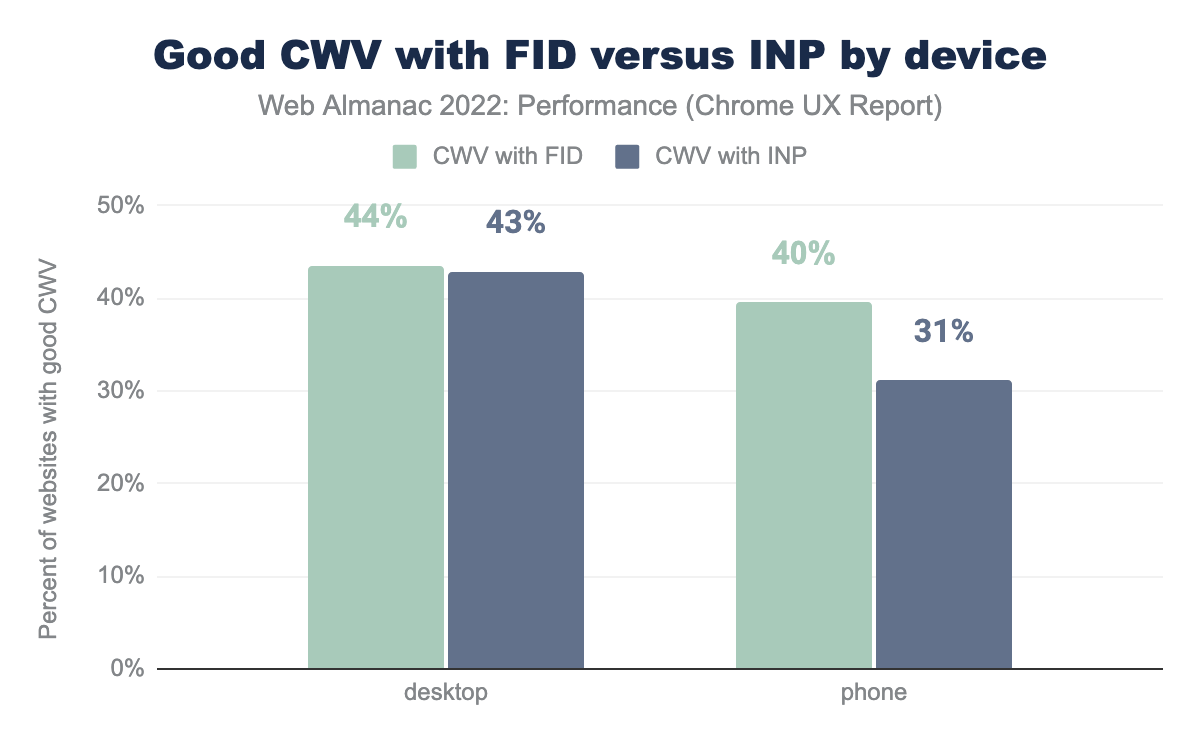 Good CWV with FID versus INP by device
Web Almanac 2022: Performance (Chrome UX Report)
CWV with FID
CWV with INP
Percent of websites with good CWV
50%
40%
30%
20%
10%
0%
44%
43%
40%
31%
desktop
phone